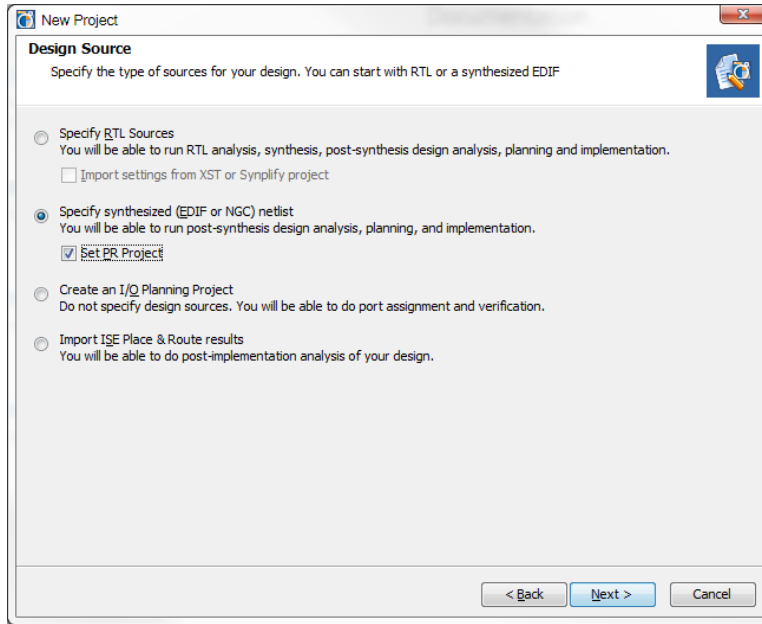 New Project
Design Source
Specify the type of sources for your design. You can start with RTL or a synthesized EDIF
Specify RTL Sources
You will be able to run RTL analysis, synthesis, post-synthesis design analysis, planning and implementation.
Import settings from XST or Synplify project
Specify synthesized (EDIF or NGC) netlist
You will be able to run post-synthesis design analysis, planning, and implementation.
Set PR Project
Create an I/O Planning Project
Do not specify design sources. You will be able to do port assignment and verification.
Import ISE Place & Route results
You will be able to do post-implementation analysis of your design.
< Back Next > Cancel